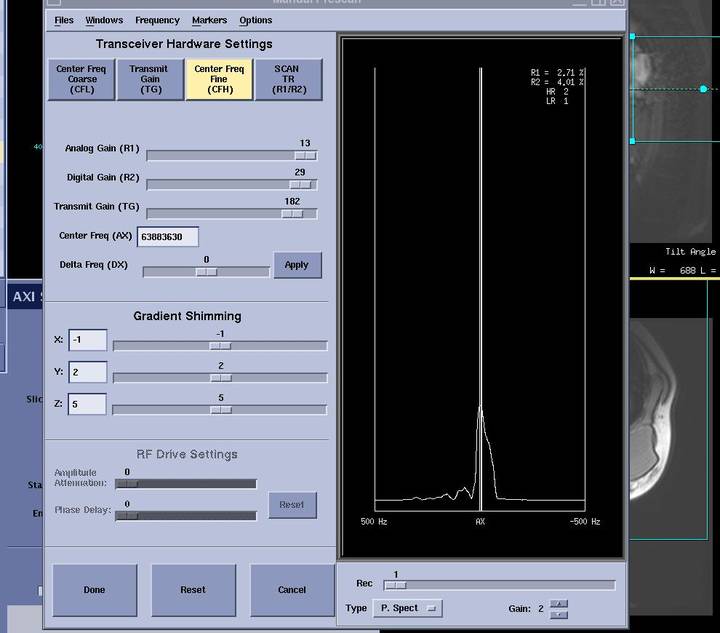 Manual Prescan
Files Windows Frequency Markers Options
Transceiver Hardware Settings
Center Freq
Coarse
(CFL)
Transmit
Gain
(TG)
Center Freq
Fine
(CFH)
SCAN
TR
(R1/R2)
Analog Gain (R1) 13
Digital Gain (R2) 29
Transmit Gain (TG) 182
Center Freq (AX) 63883630
Delta Freq (DX) 0 Apply
Gradient Shimming
X: -1 -1
Y: 2 2
Z: 5 5
RF Drive Settings
Amplitude
Attenuation: 0
Phase Delay: 0
Reset
Done Reset Cancel
R1 = 2.71 %
R2 = 4.01 %
HR 2
LR 1
500 Hz AX -500 Hz
Rec 1
Type P. Spect Gain: 2
40
AXI
Slic
Sta
En
Tilt Angle
W = 688 L =